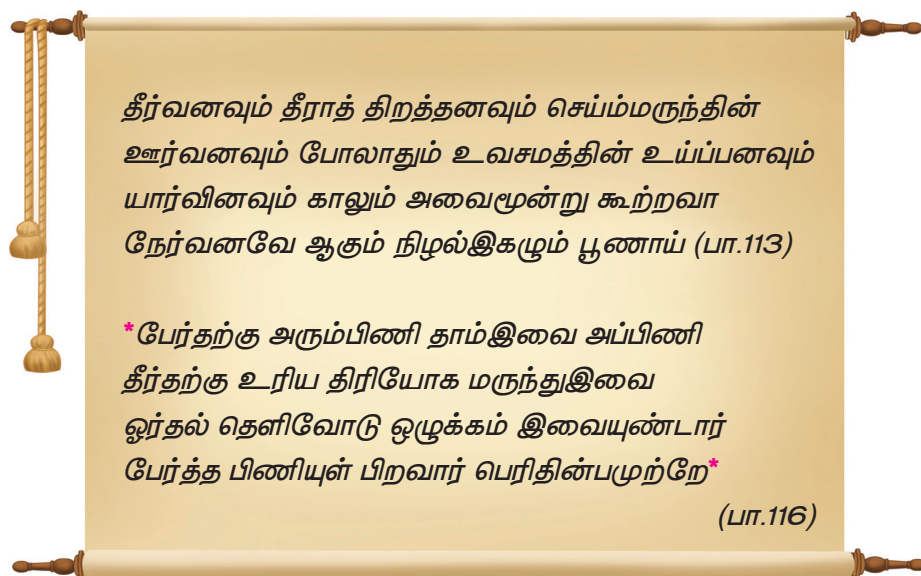 தீர்வனவும் தீராத் திறத்தனவும் செய்ம்மருந்தின்
ஊர்வனவும் போலாதும் உவசமத்தின் உய்ப்பனவும்
யார்வினவும் காலும் அவைமூன்று கூற்றவா
நேர்வனவே ஆகும் நிழல்இகழும் பூணாய் (பா.113)
*பேர்தற்கு அரும்பிணி தாம்இவை அப்பிணி
தீர்தற்கு உரிய திரியோக மருந்துஇவை
ஓர்தல் தெளிவோடு ஒழுக்கம் இவையுண்டார்
பேர்த்த பிணியுள் பிறவார் பெரிதின்பமுற்றே*
(பா.116)